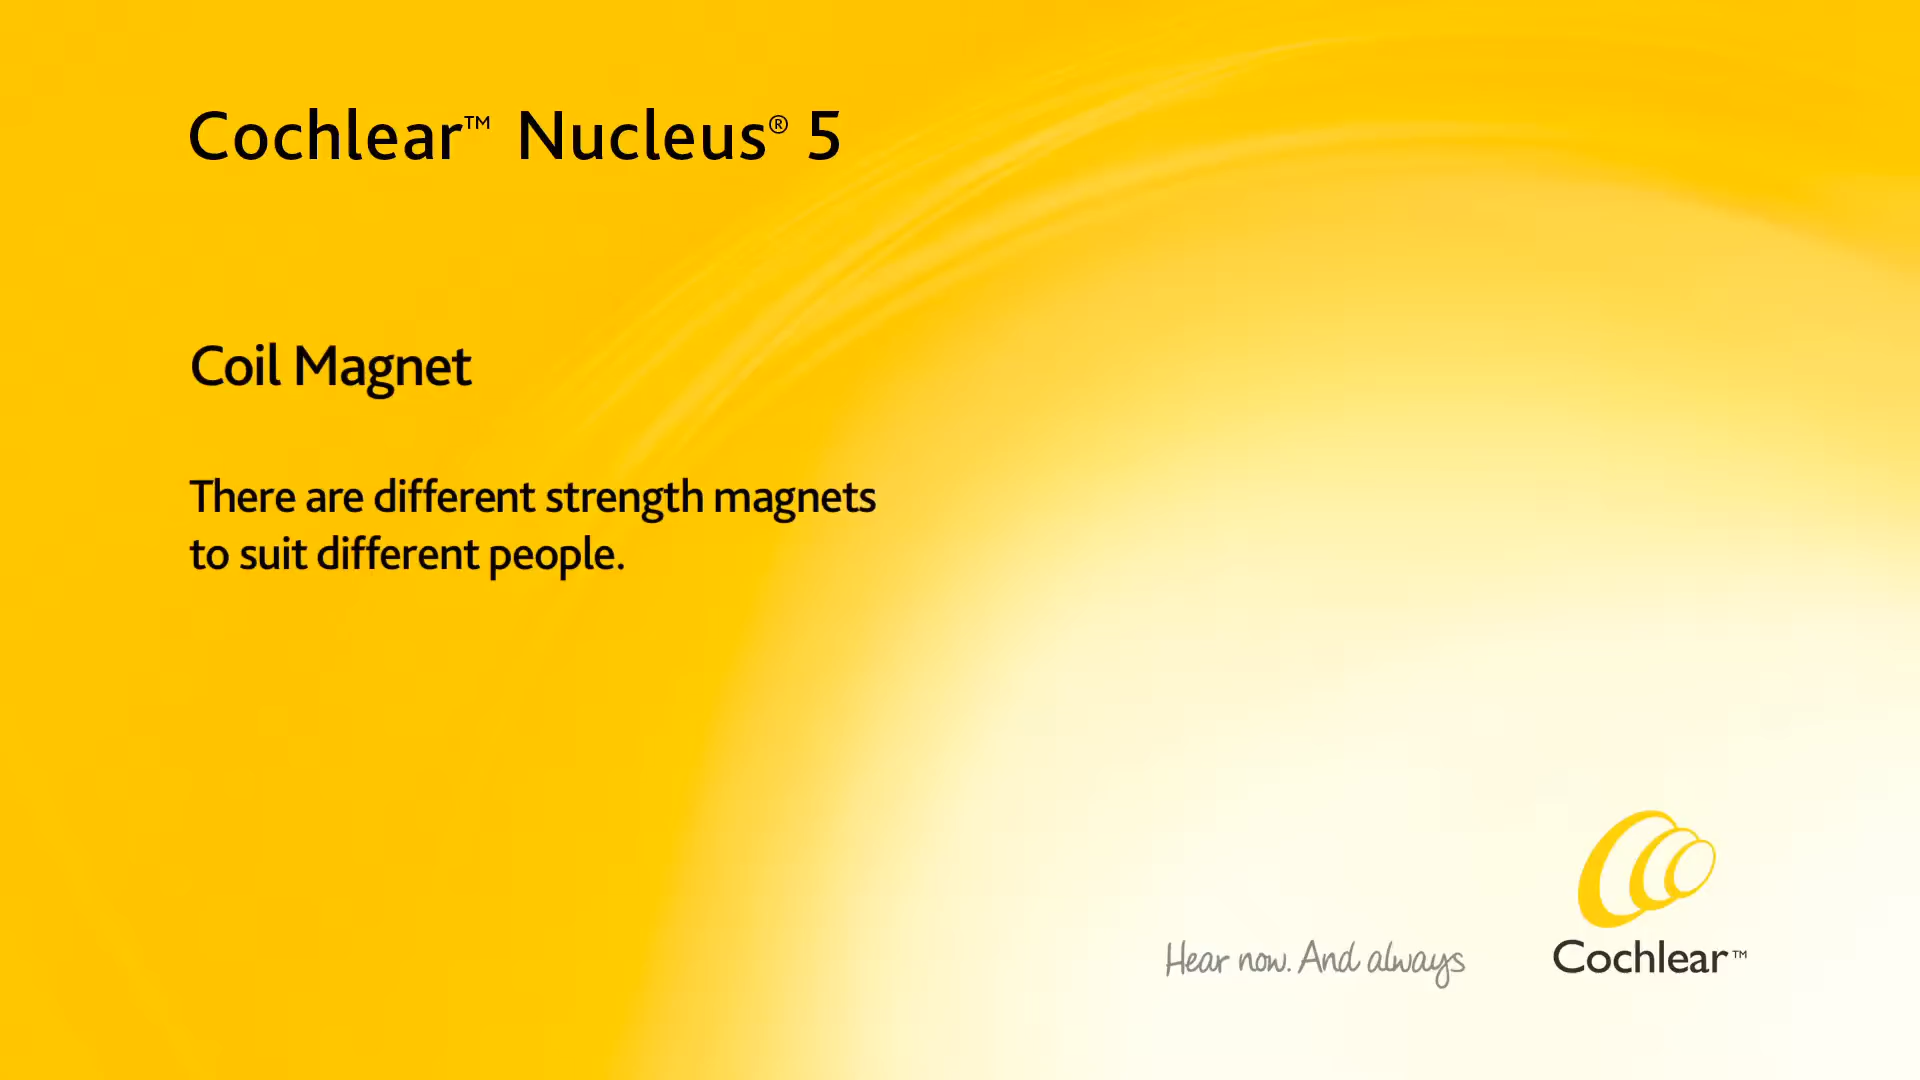 Cochlear™ Nucleus® 5
Coil Magnet
There are different strength magnets
to suit different people.
Hear now. And always
Cochlear™